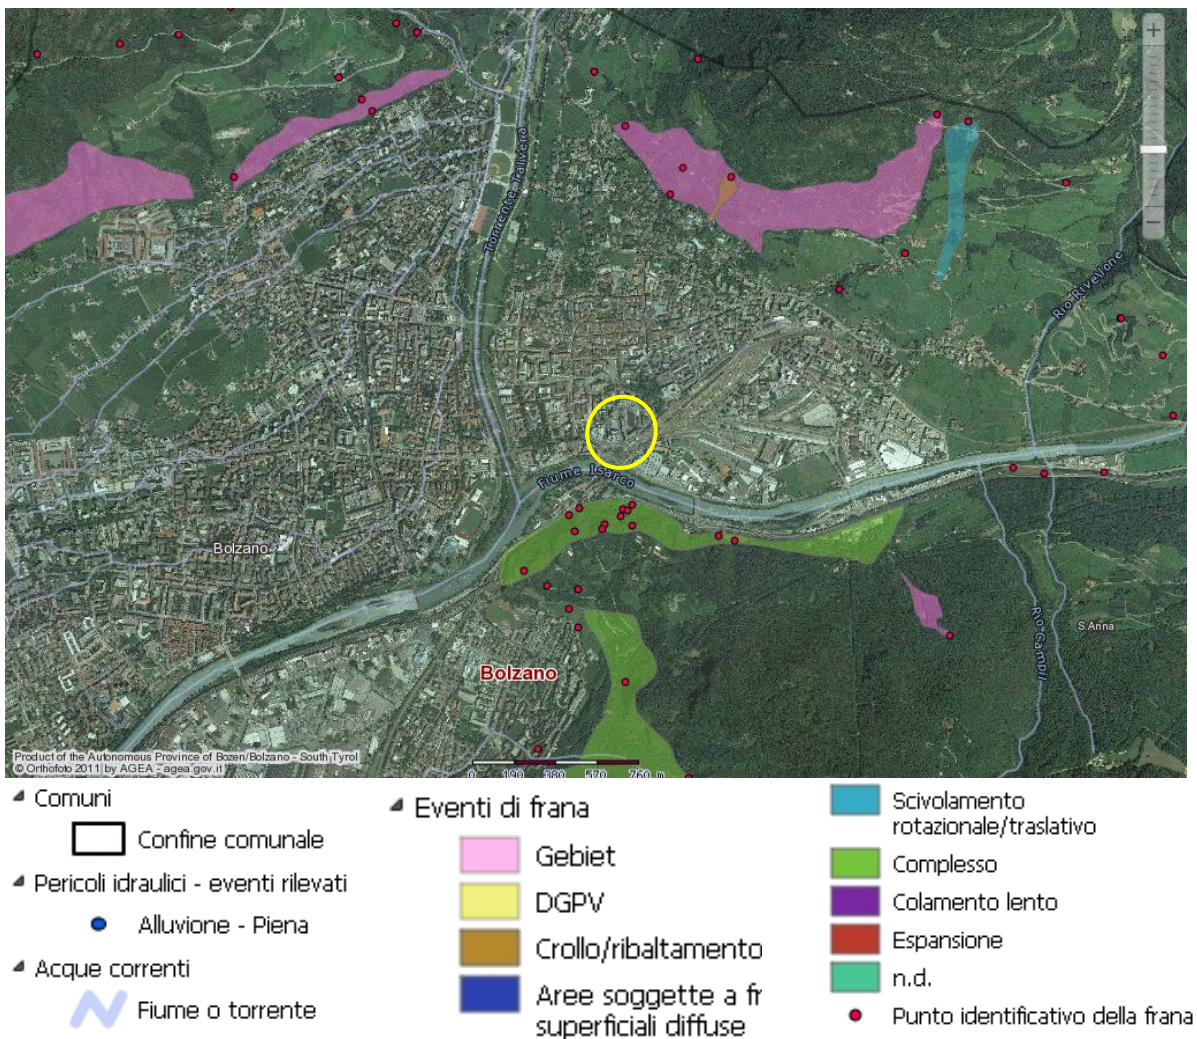 Torrente Talvera
Rio Rivellone
Fiume Isarco
Bolzano
Rio Campil
S.Anna
Bolzano
Product of the Autonomous Province of Bozen/Bolzano - South Tyrol
© Orthofoto 2011 by AGEA - agea.gov.it
0 190 380 570 760 m
Comuni
Confine comunale
Pericoli idraulici - eventi rilevati
Alluvione - Piena
Acque correnti
Fiume o torrente
Eventi di frana
Gebiet
DGPV
Crollo/ribaltamento
Aree soggette a fr
superficiali diffuse
Scivolamento
rotazionale/traslativo
Complesso
Colamento lento
Espansione
n.d.
Punto identificativo della frana